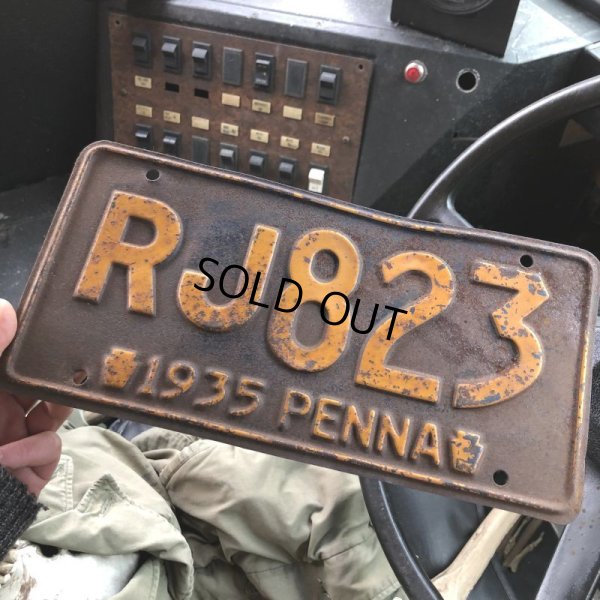 RJ823
SOLD OUT
1935 PENNA